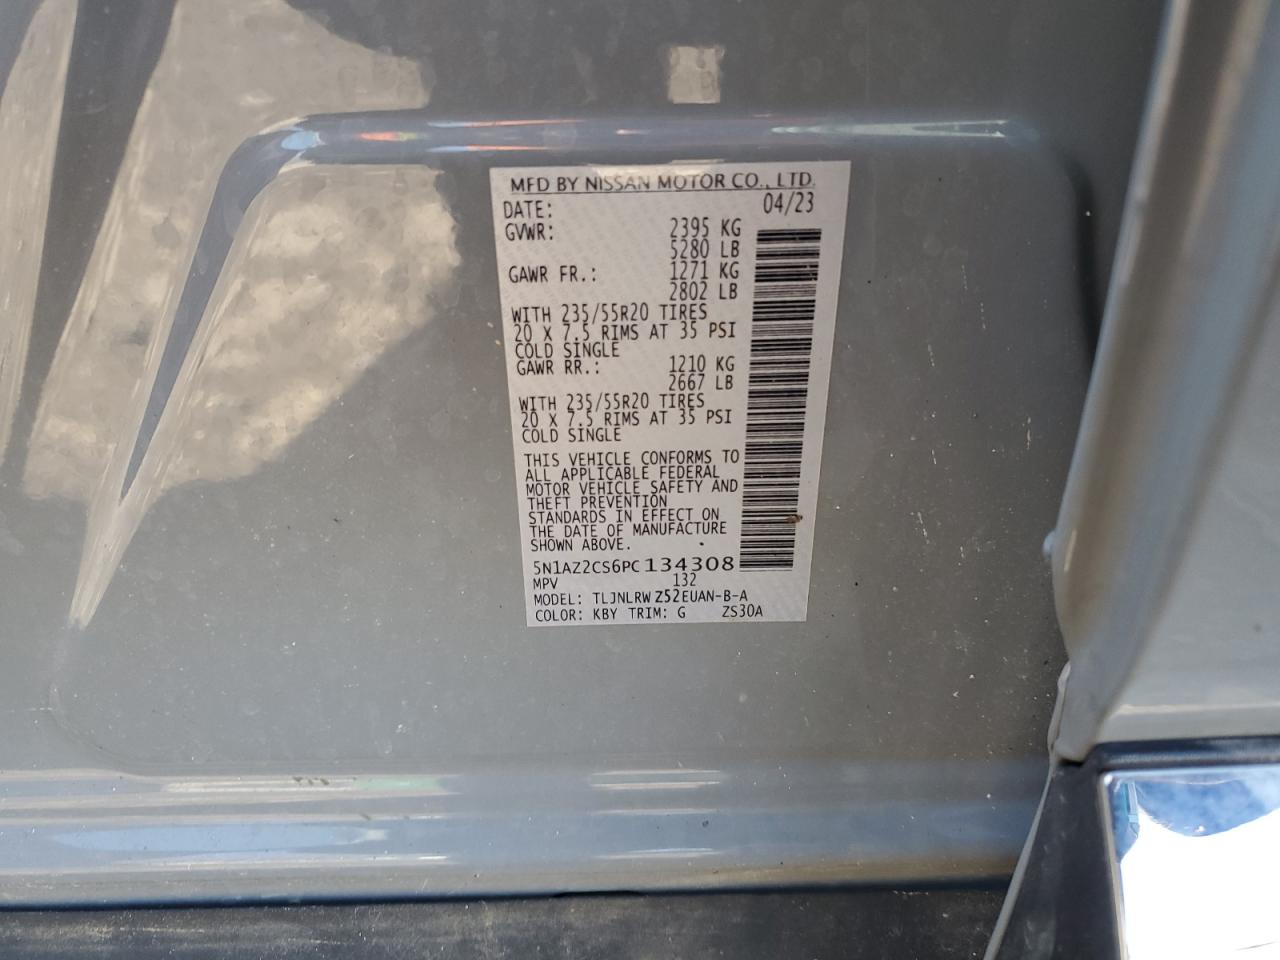 MFD BY NISSAN MOTOR CO., LTD.
DATE: 04/23
GVWR: 2395 KG
5280 LB
GAWR FR.: 1271 KG
2802 LB
WITH 235/55R20 TIRES
20 X 7.5 RIMS AT 35 PSI
COLD SINGLE
GAWR RR.: 1210 KG
2667 LB
WITH 235/55R20 TIRES
20 X 7.5 RIMS AT 35 PSI
COLD SINGLE
THIS VEHICLE CONFORMS TO
ALL APPLICABLE FEDERAL
MOTOR VEHICLE SAFETY AND
THEFT PREVENTION
STANDARDS IN EFFECT ON
THE DATE OF MANUFACTURE
SHOWN ABOVE.
5N1AZ2CS6PC134308
MPV 132
MODEL: TLJNLRW Z52EUAN-B-A
COLOR: KBY TRIM: G ZS30A